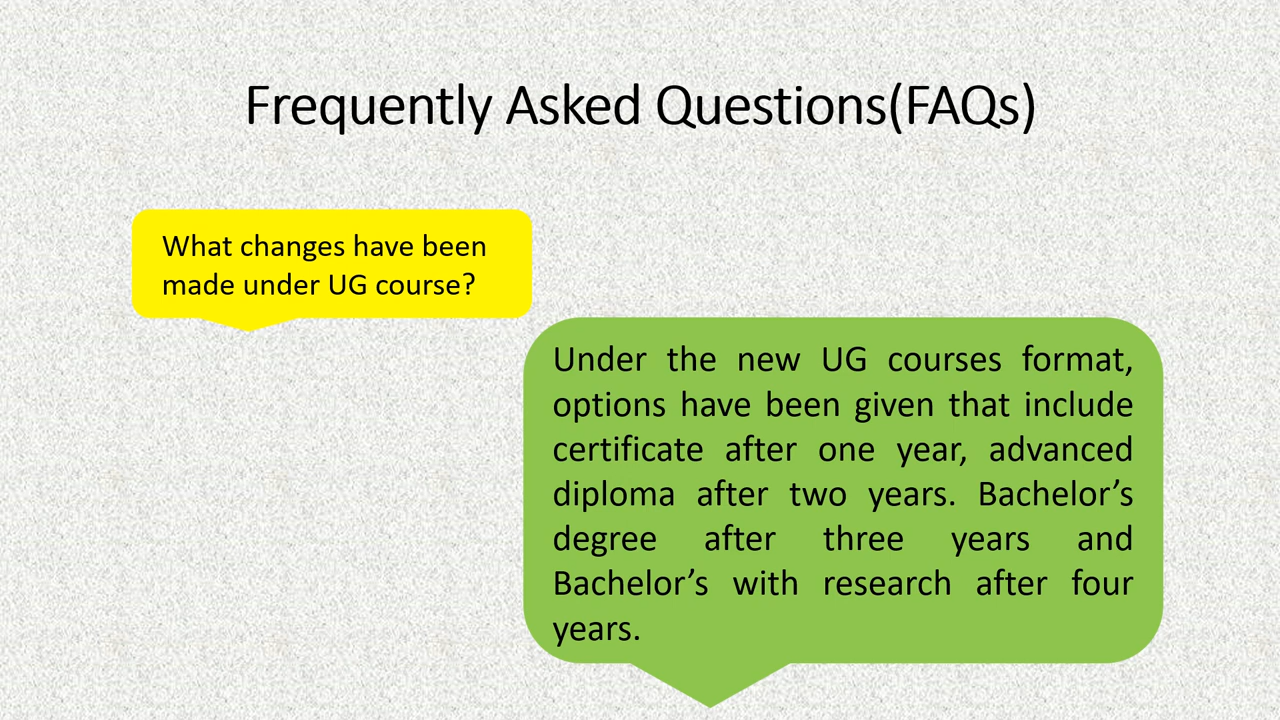 Frequently Asked Questions(FAQs)
What changes have been
made under UG course?
Under the new UG courses format,
options have been given that include
certificate after one year, advanced
diploma after two years. Bachelor’s
degree after three years and
Bachelor’s with research after four
years.